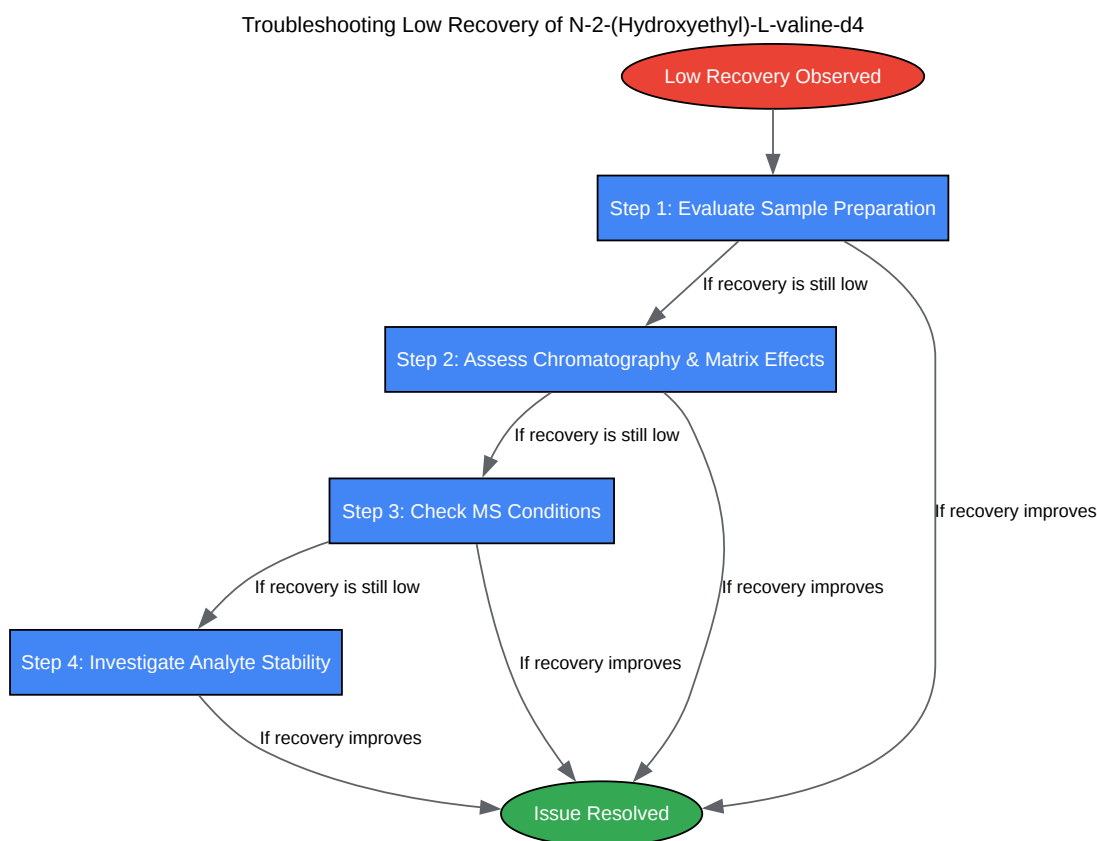 Troubleshooting Low Recovery of N-2-(Hydroxyethyl)-L-valine-d4
Low Recovery Observed
Step 1: Evaluate Sample Preparation
If recovery is still low
Step 2: Assess Chromatography & Matrix Effects
If recovery is still low
Step 3: Check MS Conditions
If recovery improves
If recovery is still low
If recovery improves
Step 4: Investigate Analyte Stability
If recovery improves
If recovery improves
Issue Resolved